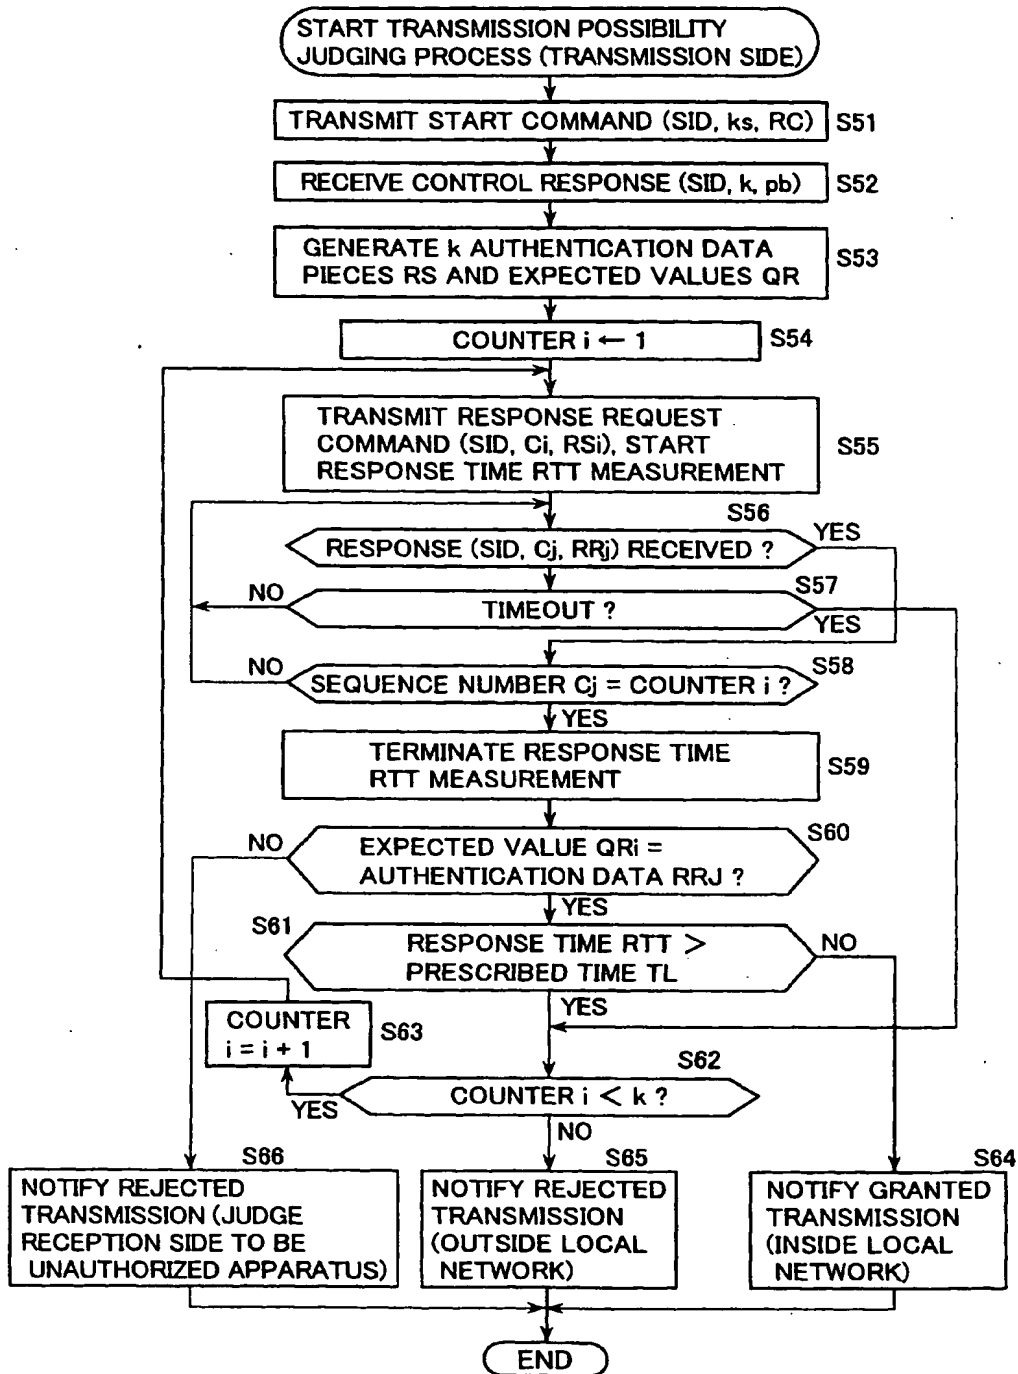 START TRANSMISSION POSSIBILITY
JUDGING PROCESS (TRANSMISSION SIDE)
TRANSMIT START COMMAND (SID, ks, RC) S51
RECEIVE CONTROL RESPONSE (SID, k, pb) S52
GENERATE k AUTHENTICATION DATA
PIECES RS AND EXPECTED VALUES QR
S53
COUNTER i ← 1 S54
TRANSMIT RESPONSE REQUEST
COMMAND (SID, Ci, RSi), START
RESPONSE TIME RTT MEASUREMENT
S55
S56
RESPONSE (SID, Cj, RRj) RECEIVED ?
YES
S57
NO
TIMEOUT ?
YES
S58
NO
SEQUENCE NUMBER Cj = COUNTER i ?
YES
TERMINATE RESPONSE TIME
RTT MEASUREMENT
S59
S60
NO
EXPECTED VALUE QRi =
AUTHENTICATION DATA RRJ ?
YES
S61
RESPONSE TIME RTT >
PRESCRIBED TIME TL
NO
YES
COUNTER
i = i + 1
S63
S62
COUNTER i < k ?
YES
NO
S66
NOTIFY REJECTED
TRANSMISSION (JUDGE
RECEPTION SIDE TO BE
UNAUTHORIZED APPARATUS)
S65
NOTIFY REJECTED
TRANSMISSION
(OUTSIDE LOCAL
NETWORK)
S64
NOTIFY GRANTED
TRANSMISSION
(INSIDE LOCAL
NETWORK)
END